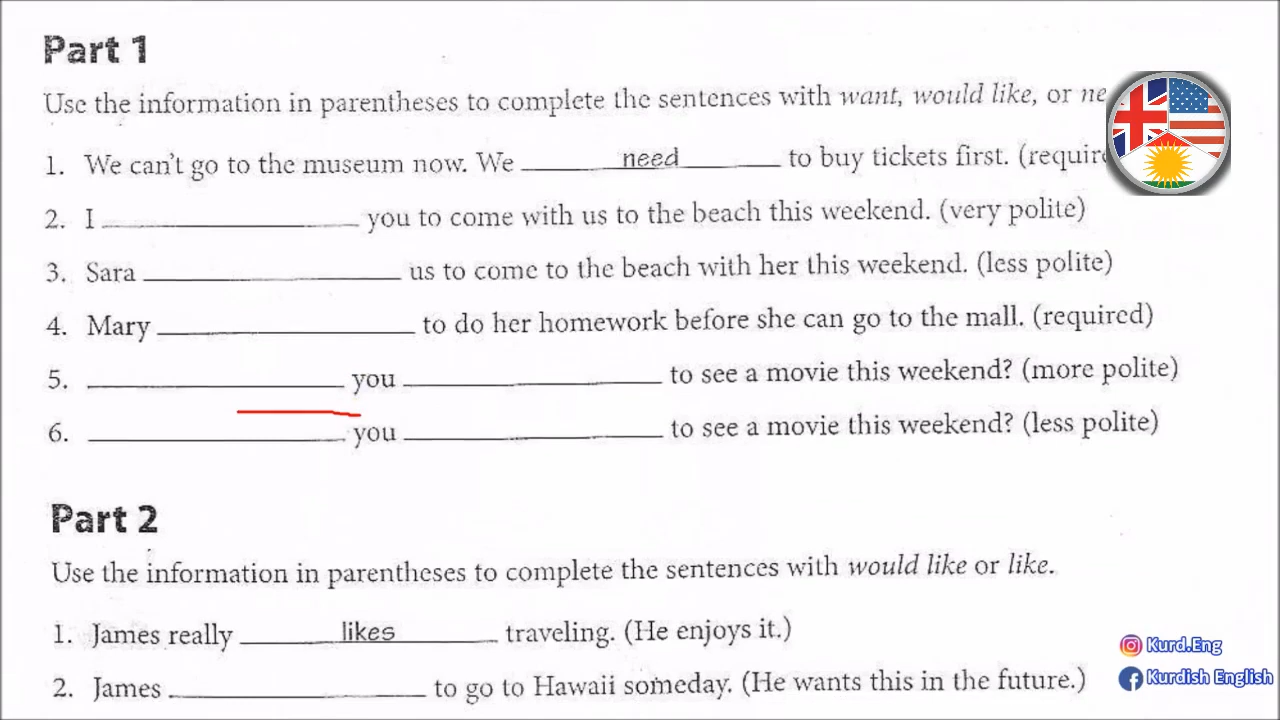 Part 1
Use the information in parentheses to complete the sentences with want, would like, or
1. We can't go to the museum now. We need to buy tickets first.
2. I you to come with us to the beach this weekend. (very polite)
3. Sara us to come to the beach with her this weekend. (less polite)
4. Mary to do her homework before she can go to the mall. (required)
5. you to see a movie this weekend? (more polite)
6. you to see a movie this weekend? (less polite)
Part 2
Use the information in parentheses to complete the sentences with would like or like.
1. James really likes traveling. (He enjoys it.)
2. James to go to Hawaii someday. (He wants this in the future.)
Kurd.Eng
Kurdish English